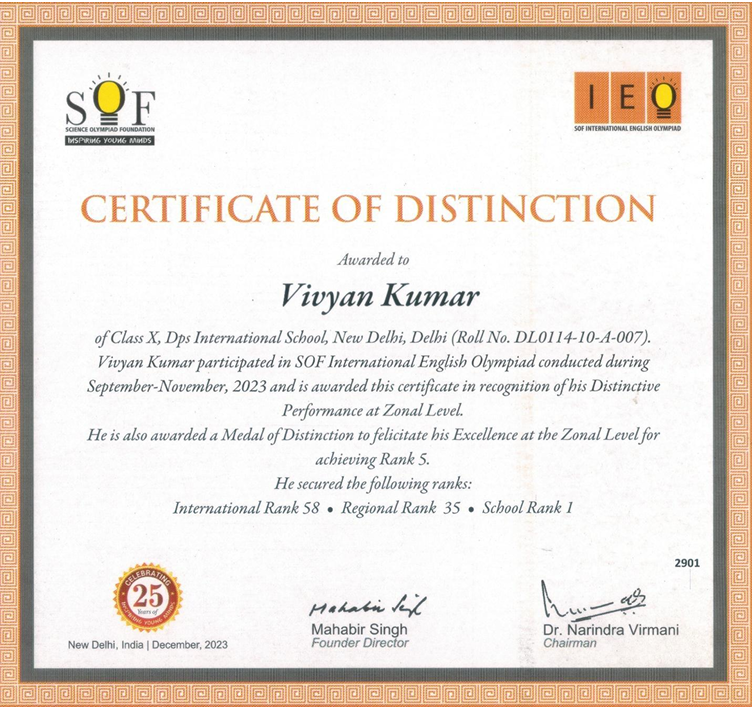 SOF
SCIENCE OLYMPIAD FOUNDATION
INSPIRING YOUNG MINDS
IEO
SOF INTERNATIONAL ENGLISH OLYMPIAD
CERTIFICATE OF DISTINCTION
Awarded to
Vivyan Kumar
of Class X, Dps International School, New Delhi, Delhi (Roll No. DL0114-10-A-007).
Vivyan Kumar participated in SOF International English Olympiad conducted during
September-November, 2023 and is awarded this certificate in recognition of his Distinctive
Performance at Zonal Level.
He is also awarded a Medal of Distinction to felicitate his Excellence at the Zonal Level for
achieving Rank 5.
He secured the following ranks:
International Rank 58 • Regional Rank 35 • School Rank 1
2901
CELEBRATING
25
Years of
INSPIRING YOUNG MINDS
New Delhi, India | December, 2023
Mahabir Singh
Mahabir Singh
Founder Director
Dr. Narindra Virmani
Chairman